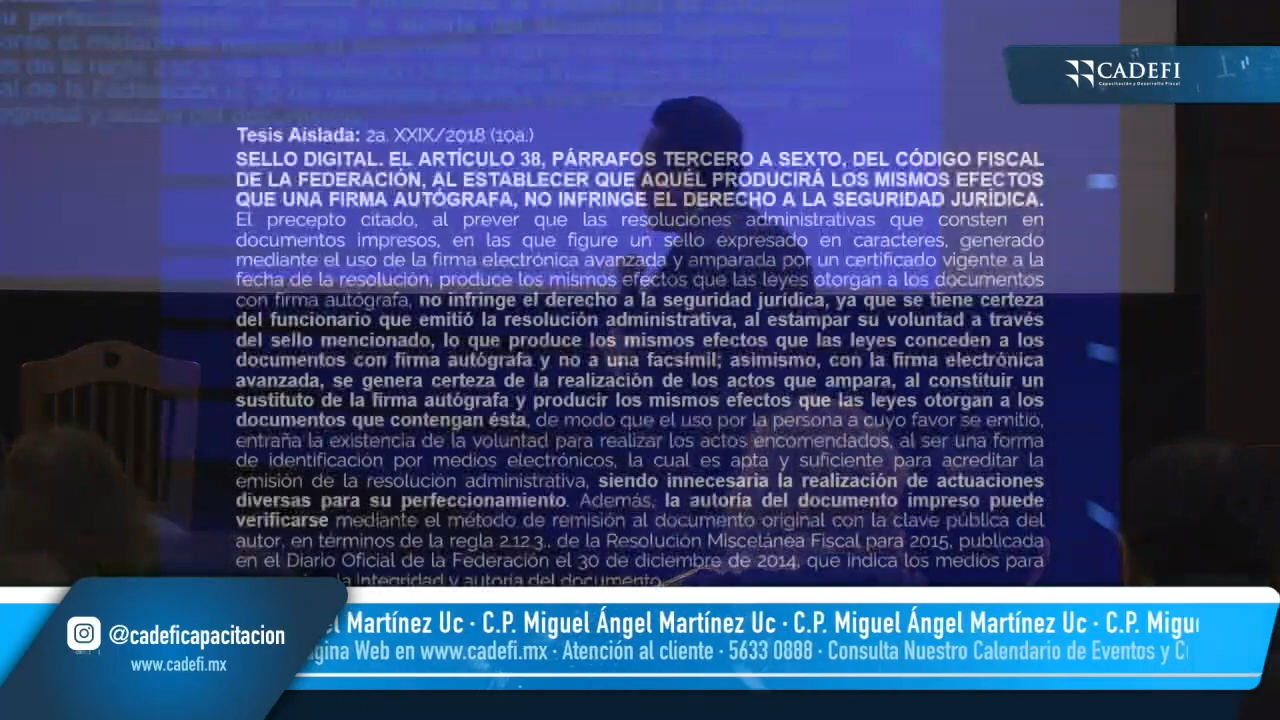 CADEFI
Capacitación y Desarrollo Fiscal
Tesis Aislada: 2a. XXIX/2018 (10a.)
SELLO DIGITAL. EL ARTÍCULO 38, PÁRRAFOS TERCERO A SEXTO, DEL CÓDIGO FISCAL
DE LA FEDERACIÓN, AL ESTABLECER QUE AQUÉL PRODUCIRÁ LOS MISMOS EFECTOS
QUE UNA FIRMA AUTÓGRAFA, NO INFRINGE EL DERECHO A LA SEGURIDAD JURÍDICA.
El precepto citado, al prever que las resoluciones administrativas que consten en
documentos impresos, en las que figure un sello expresado en caracteres, generado
mediante el uso de la firma electrónica avanzada y amparada por un certificado vigente a la
fecha de la resolución, produce los mismos efectos que las leyes otorgan a los documentos
con firma autógrafa, no infringe el derecho a la seguridad jurídica, ya que se tiene certeza
del funcionario que emitió la resolución administrativa, al estampar su voluntad a través
del sello mencionado, lo que produce los mismos efectos que las leyes conceden a los
documentos con firma autógrafa y no a una facsímil; asimismo, con la firma electrónica
avanzada, se genera certeza de la realización de los actos que ampara, al constituir un
sustituto de la firma autógrafa y producir los mismos efectos que las leyes otorgan a los
documentos que contengan ésta, de modo que el uso por la persona a cuyo favor se emitió,
entraña la existencia de la voluntad para realizar los actos encomendados, al ser una forma
de identificación por medios electrónicos, la cual es apta y suficiente para acreditar la
emisión de la resolución administrativa, siendo innecesaria la realización de actuaciones
diversas para su perfeccionamiento. Además, la autoría del documento impreso puede
verificarse mediante el método de remisión al documento original con la clave pública del
autor, en términos de la regla 2.12.3., de la Resolución Miscelánea Fiscal para 2015, publicada
en el Diario Oficial de la Federación el 30 de diciembre de 2014, que indica los medios para
la integridad y autoría del documento.
@cadeficapacitacion
www.cadefi.mx
el Martínez Uc · C.P. Miguel Ángel Martínez Uc · C.P. Miguel Ángel Martínez Uc · C.P. Migu
ágina Web en www.cadefi.mx · Atención al cliente · 5633 0888 · Consulta Nuestro Calendario de Eventos y C